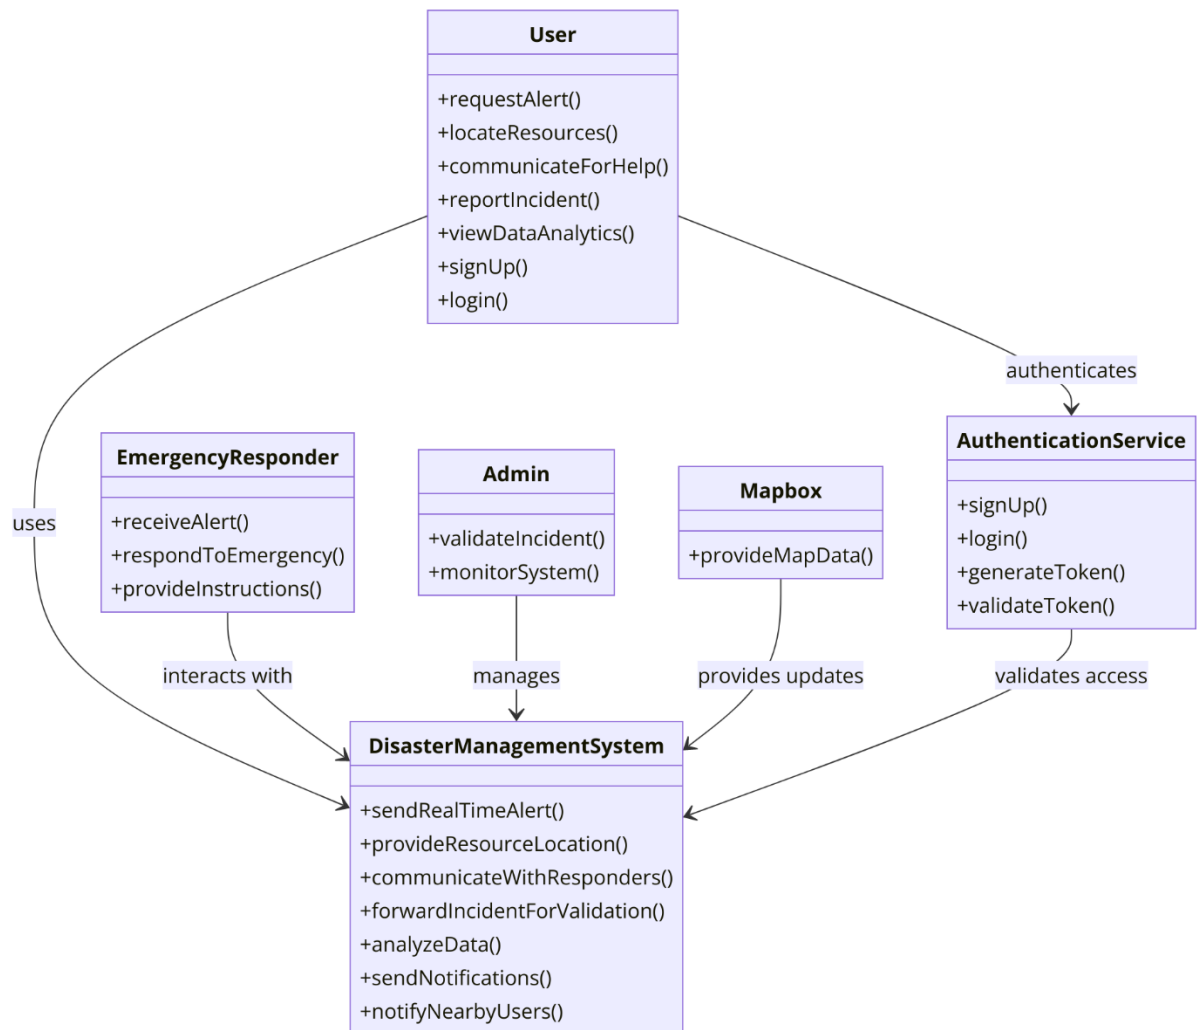 User
+requestAlert()
+locateResources()
+communicateForHelp()
+reportIncident()
+viewDataAnalytics()
+signUp()
+login()
authenticates
uses
EmergencyResponder
+receiveAlert()
+respondToEmergency()
+provideInstructions()
Admin
+validateIncident()
+monitorSystem()
Mapbox
+provideMapData()
AuthenticationService
+signUp()
+login()
+generateToken()
+validateToken()
interacts with
manages
provides updates
validates access
DisasterManagementSystem
+sendRealTimeAlert()
+provideResourceLocation()
+communicateWithResponders()
+forwardIncidentForValidation()
+analyzeData()
+sendNotifications()
+notifyNearbyUsers()